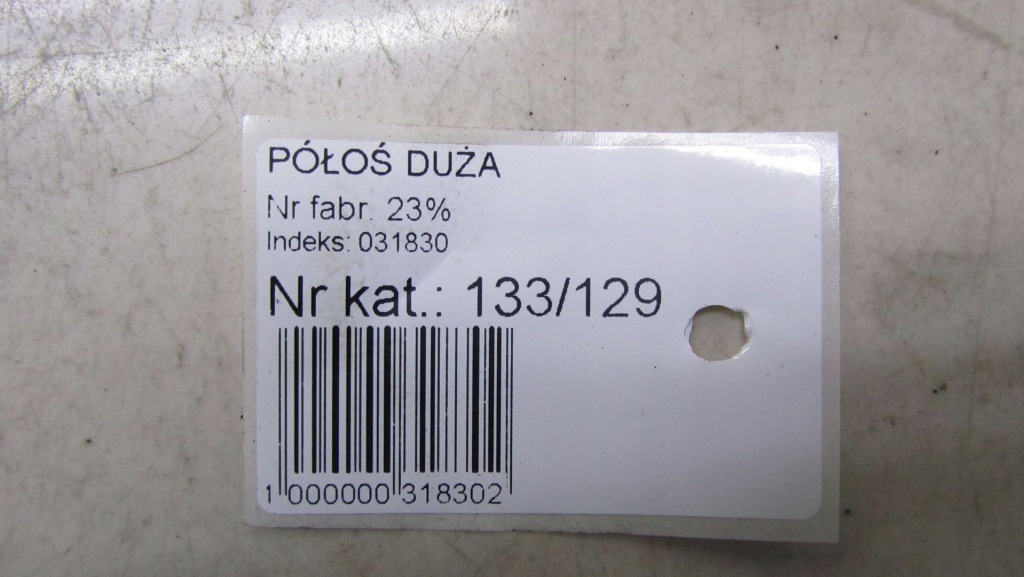 PÓŁOŚ DUŻA
Nr fabr. 23%
Indeks: 031830
Nr kat.: 133/129
1 000000 318302